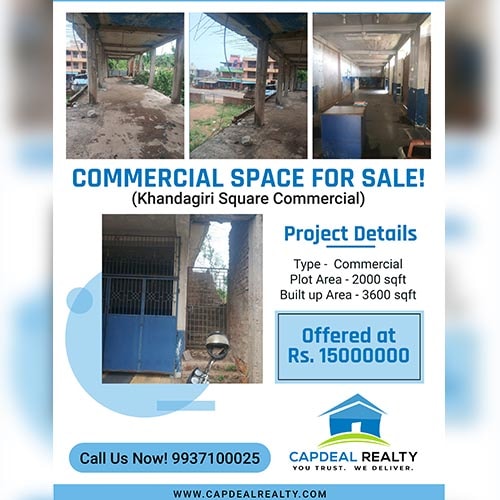 COMMERCIAL SPACE FOR SALE!
(Khandagiri Square Commercial)
Project Details
Type - Commercial
Plot Area - 2000 sqft
Built up Area - 3600 sqft
Offered at
Rs. 15000000
CAPDEAL REALTY
YOU TRUST. WE DELIVER.
Call Us Now! 9937100025
WWW.CAPDEALREALTY.COM